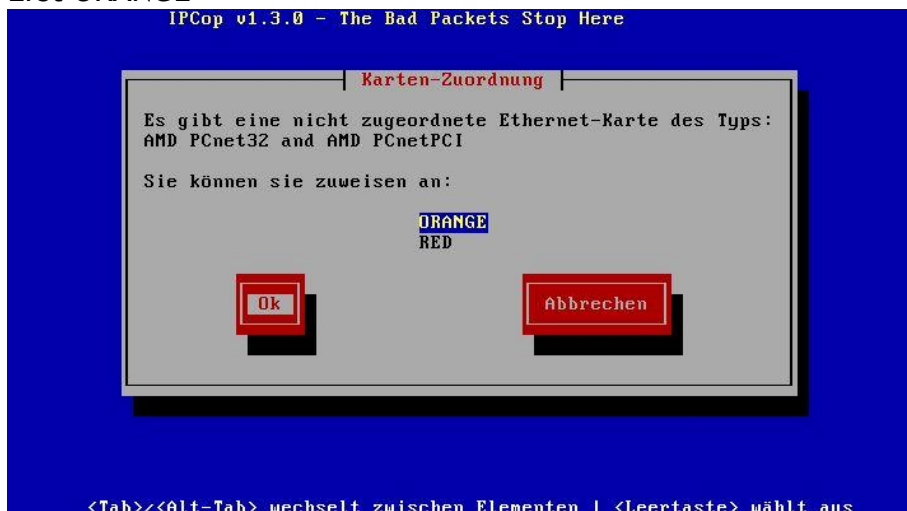 IPCop v1.3.0 - The Bad Packets Stop Here
Karten-Zuordnung
Es gibt eine nicht zugeordnete Ethernet-Karte des Typs:
AMD PCnet32 and AMD PCnetPCI
Sie können sie zuweisen an:
ORANGE
RED
Ok Abbrechen
<Tab>/<Alt-Tab> wechselt zwischen Elementen | <Leertaste> wählt aus